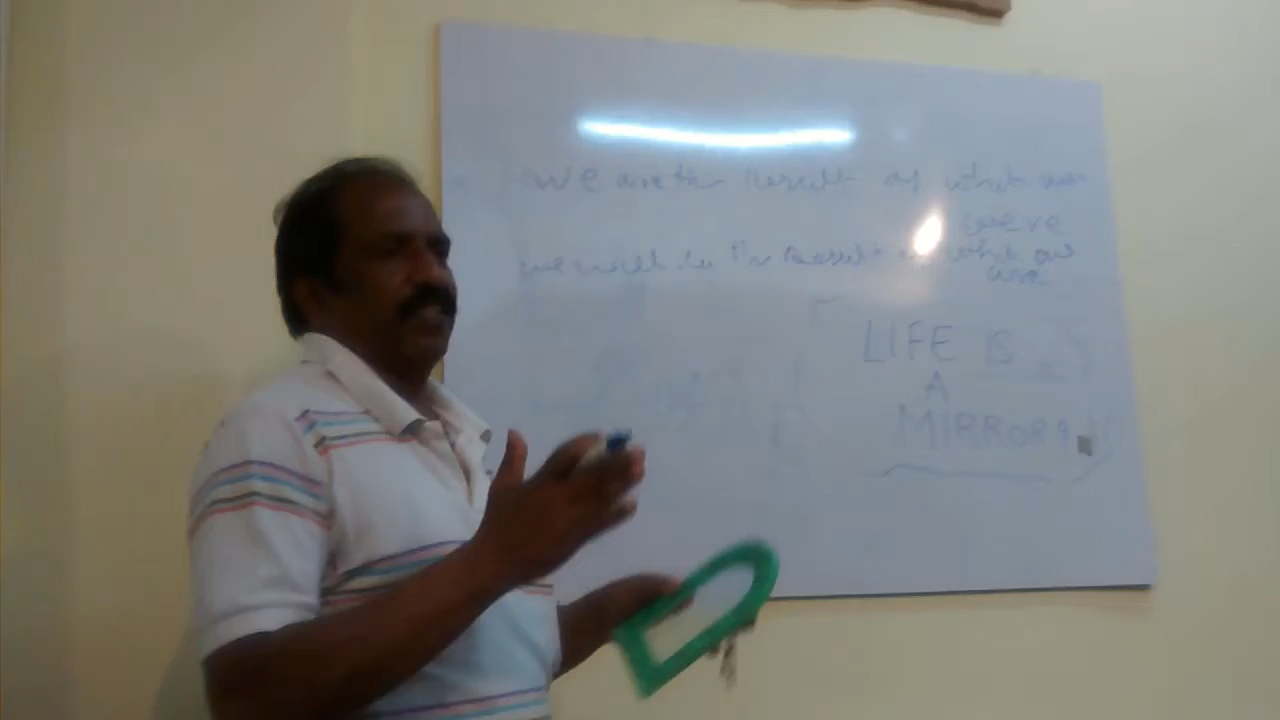 We are the Result of what we
were
we will be the Result of what we
are
LIFE IS
A
MIRROR